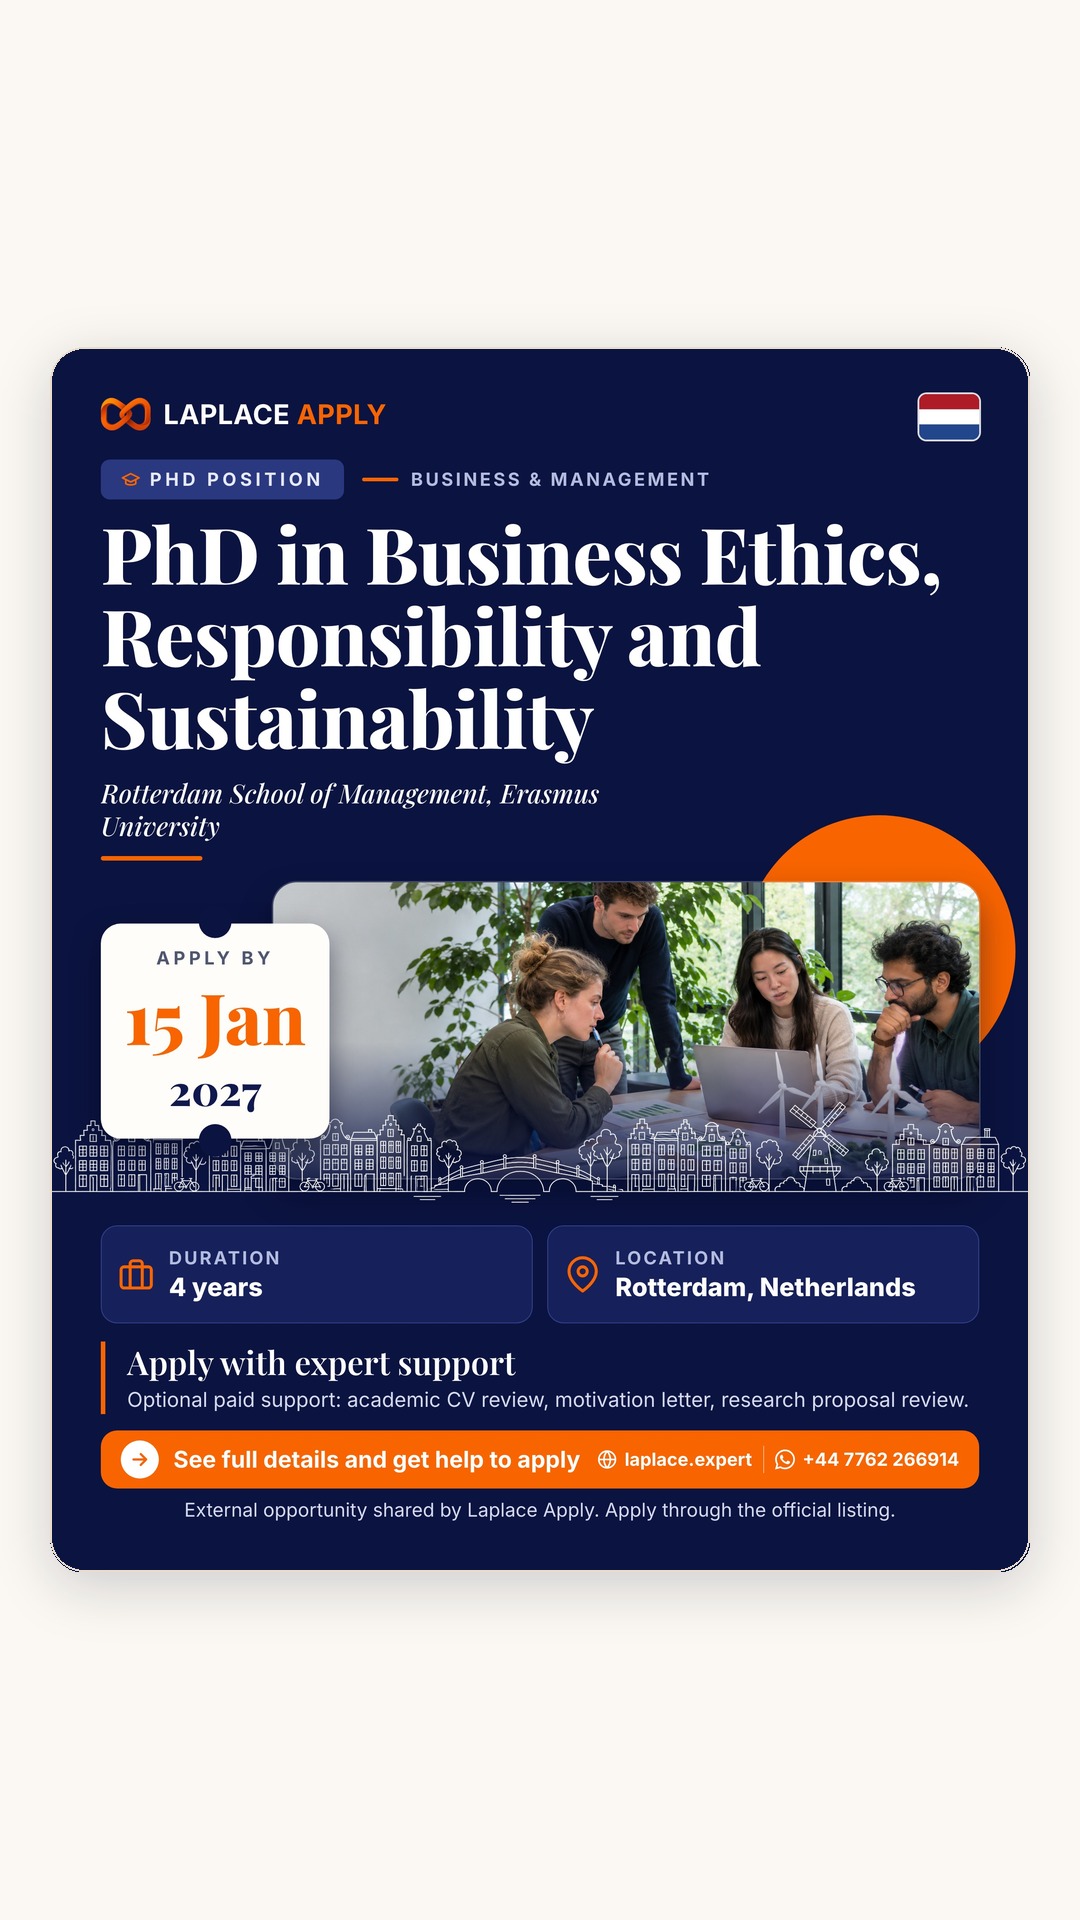 LAPLACE APPLY
PHD POSITION
BUSINESS & MANAGEMENT
PhD in Business Ethics,
Responsibility and
Sustainability
Rotterdam School of Management, Erasmus
University
APPLY BY
15 Jan
2027
DURATION
4 years
LOCATION
Rotterdam, Netherlands
Apply with expert support
Optional paid support: academic CV review, motivation letter, research proposal review.
See full details and get help to apply
laplace.expert
+44 7762 266914
External opportunity shared by Laplace Apply. Apply through the official listing.